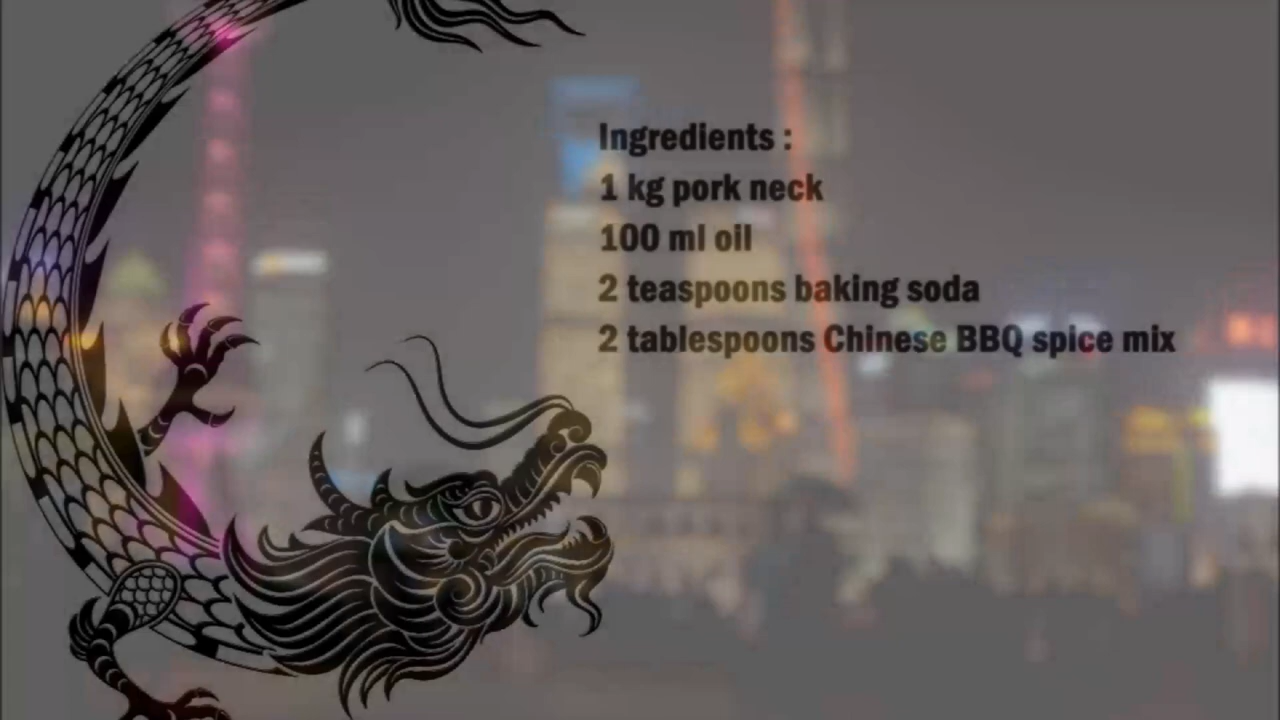 Ingredients :
1 kg pork neck
100 ml oil
2 teaspoons baking soda
2 tablespoons Chinese BBQ spice mix